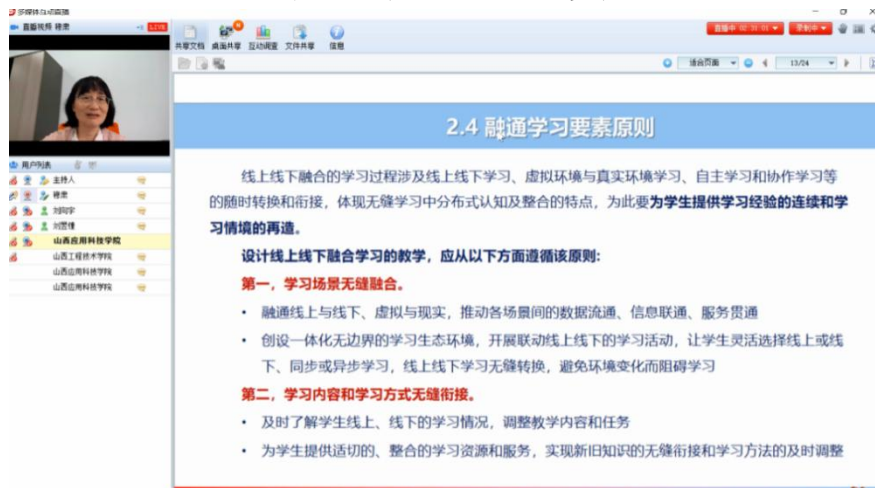 多媒体互动直播
直播视频 穆肃
LIVE
共享文档 桌面共享 互动调查 文件共享 信息
直播中 02:31:01 录制中
适合页面 13/24
用户列表
主持人
穆肃
山西应用科技学院
山西工程技术学院
山西应用科技学院
山西应用科技学院
2.4 融通学习要素原则
线上线下融合的学习过程涉及线上线下学习、虚拟环境与真实环境学习、自主学习和协作学习等
的随时转换和衔接，体现无缝学习中分布式认知及整合的特点，为此要为学生提供学习经验的连续和学
习情境的再造。
设计线上线下融合学习的教学，应从以下方面遵循该原则:
第一，学习场景无缝融合。
• 融通线上与线下、虚拟与现实，推动各场景间的数据流通、信息联通、服务贯通
• 创设一体化无边界的学习生态环境，开展联动线上线下的学习活动，让学生灵活选择线上或线
下、同步或异步学习，线上线下学习无缝转换，避免环境变化而阻碍学习
第二，学习内容和学习方式无缝衔接。
• 及时了解学生线上、线下的学习情况，调整教学内容和任务
• 为学生提供适切的、整合的学习资源和服务，实现新旧知识的无缝衔接和学习方法的及时调整